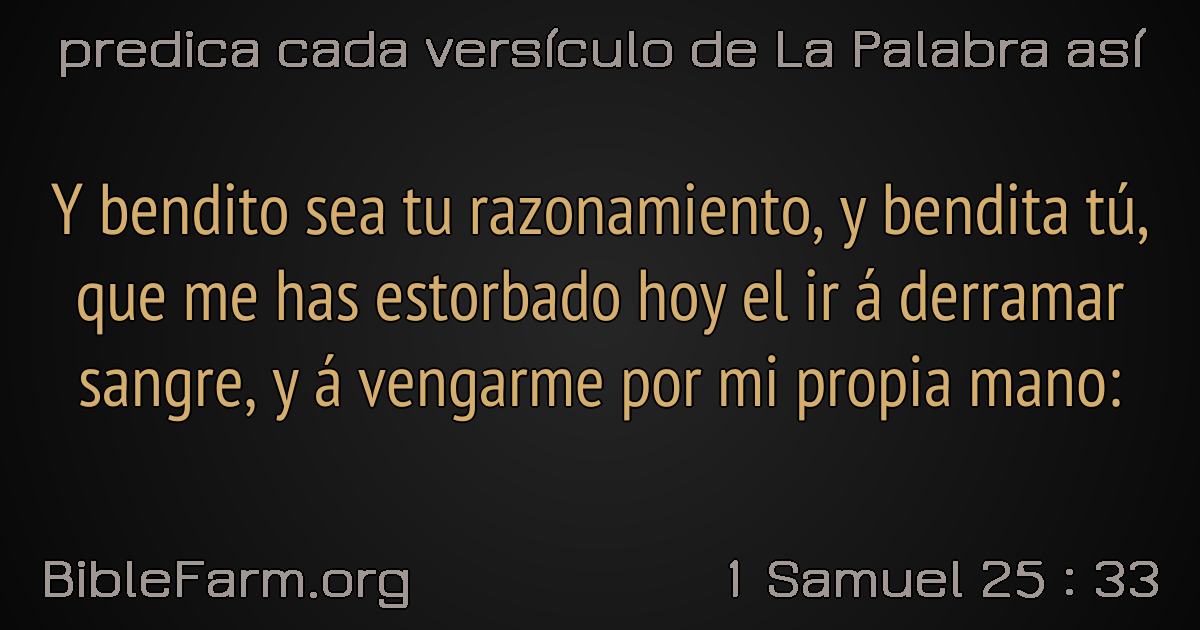 predica cada versículo de La Palabra así
Y bendito sea tu razonamiento, y bendita tú,
que me has estorbado hoy el ir á derramar
sangre, y á vengarme por mi propia mano:
BibleFarm.org
1 Samuel 25 : 33